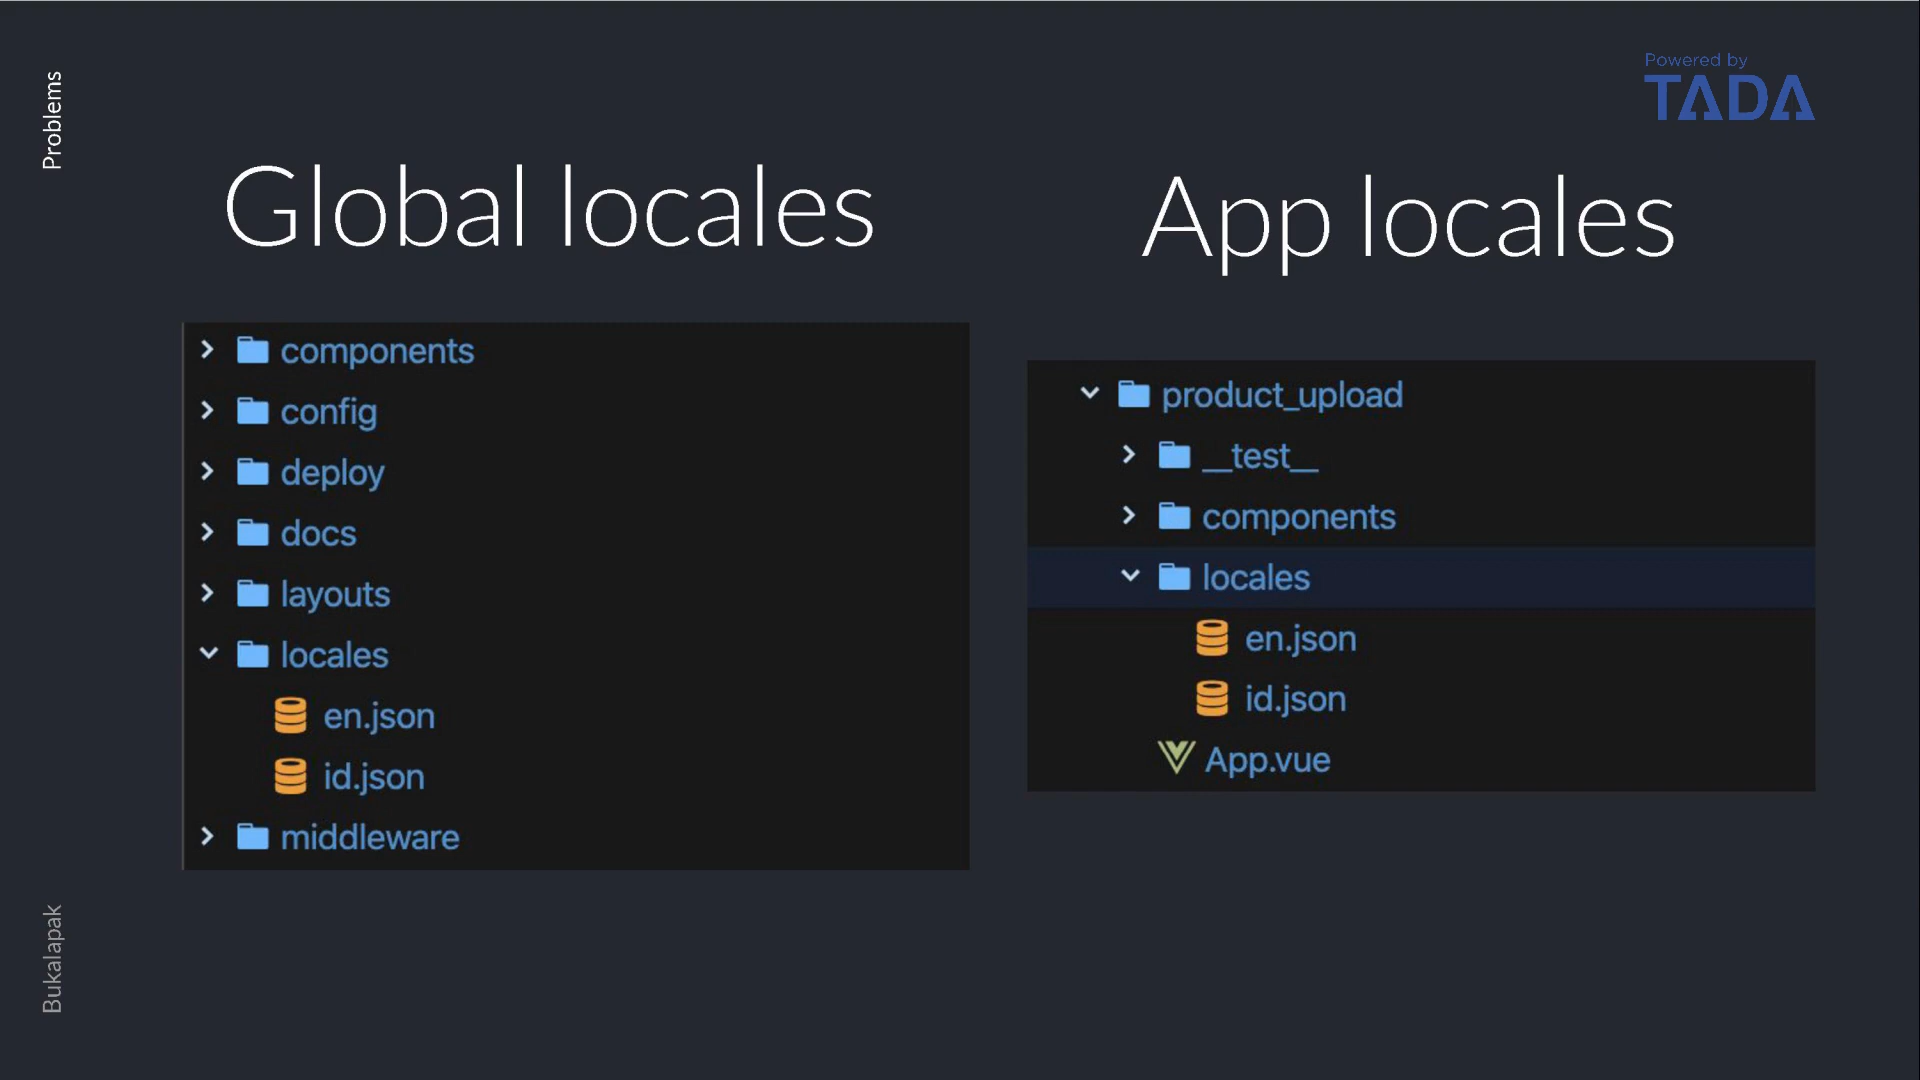 Problems
Powered by
TADA
Global locales
components
config
deploy
docs
layouts
locales
en.json
id.json
middleware
App locales
product_upload
__test__
components
locales
en.json
id.json
App.vue
Bukalapak